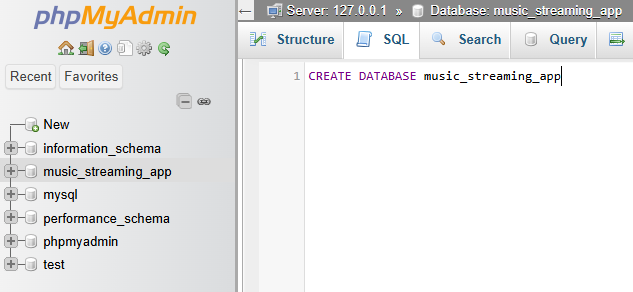 phpMyAdmin
Recent Favorites
New
information_schema
music_streaming_app
mysql
performance_schema
phpmyadmin
test
Server: 127.0.0.1 » Database: music_streaming_app
Structure SQL Search Query
1 CREATE DATABASE music_streaming_app